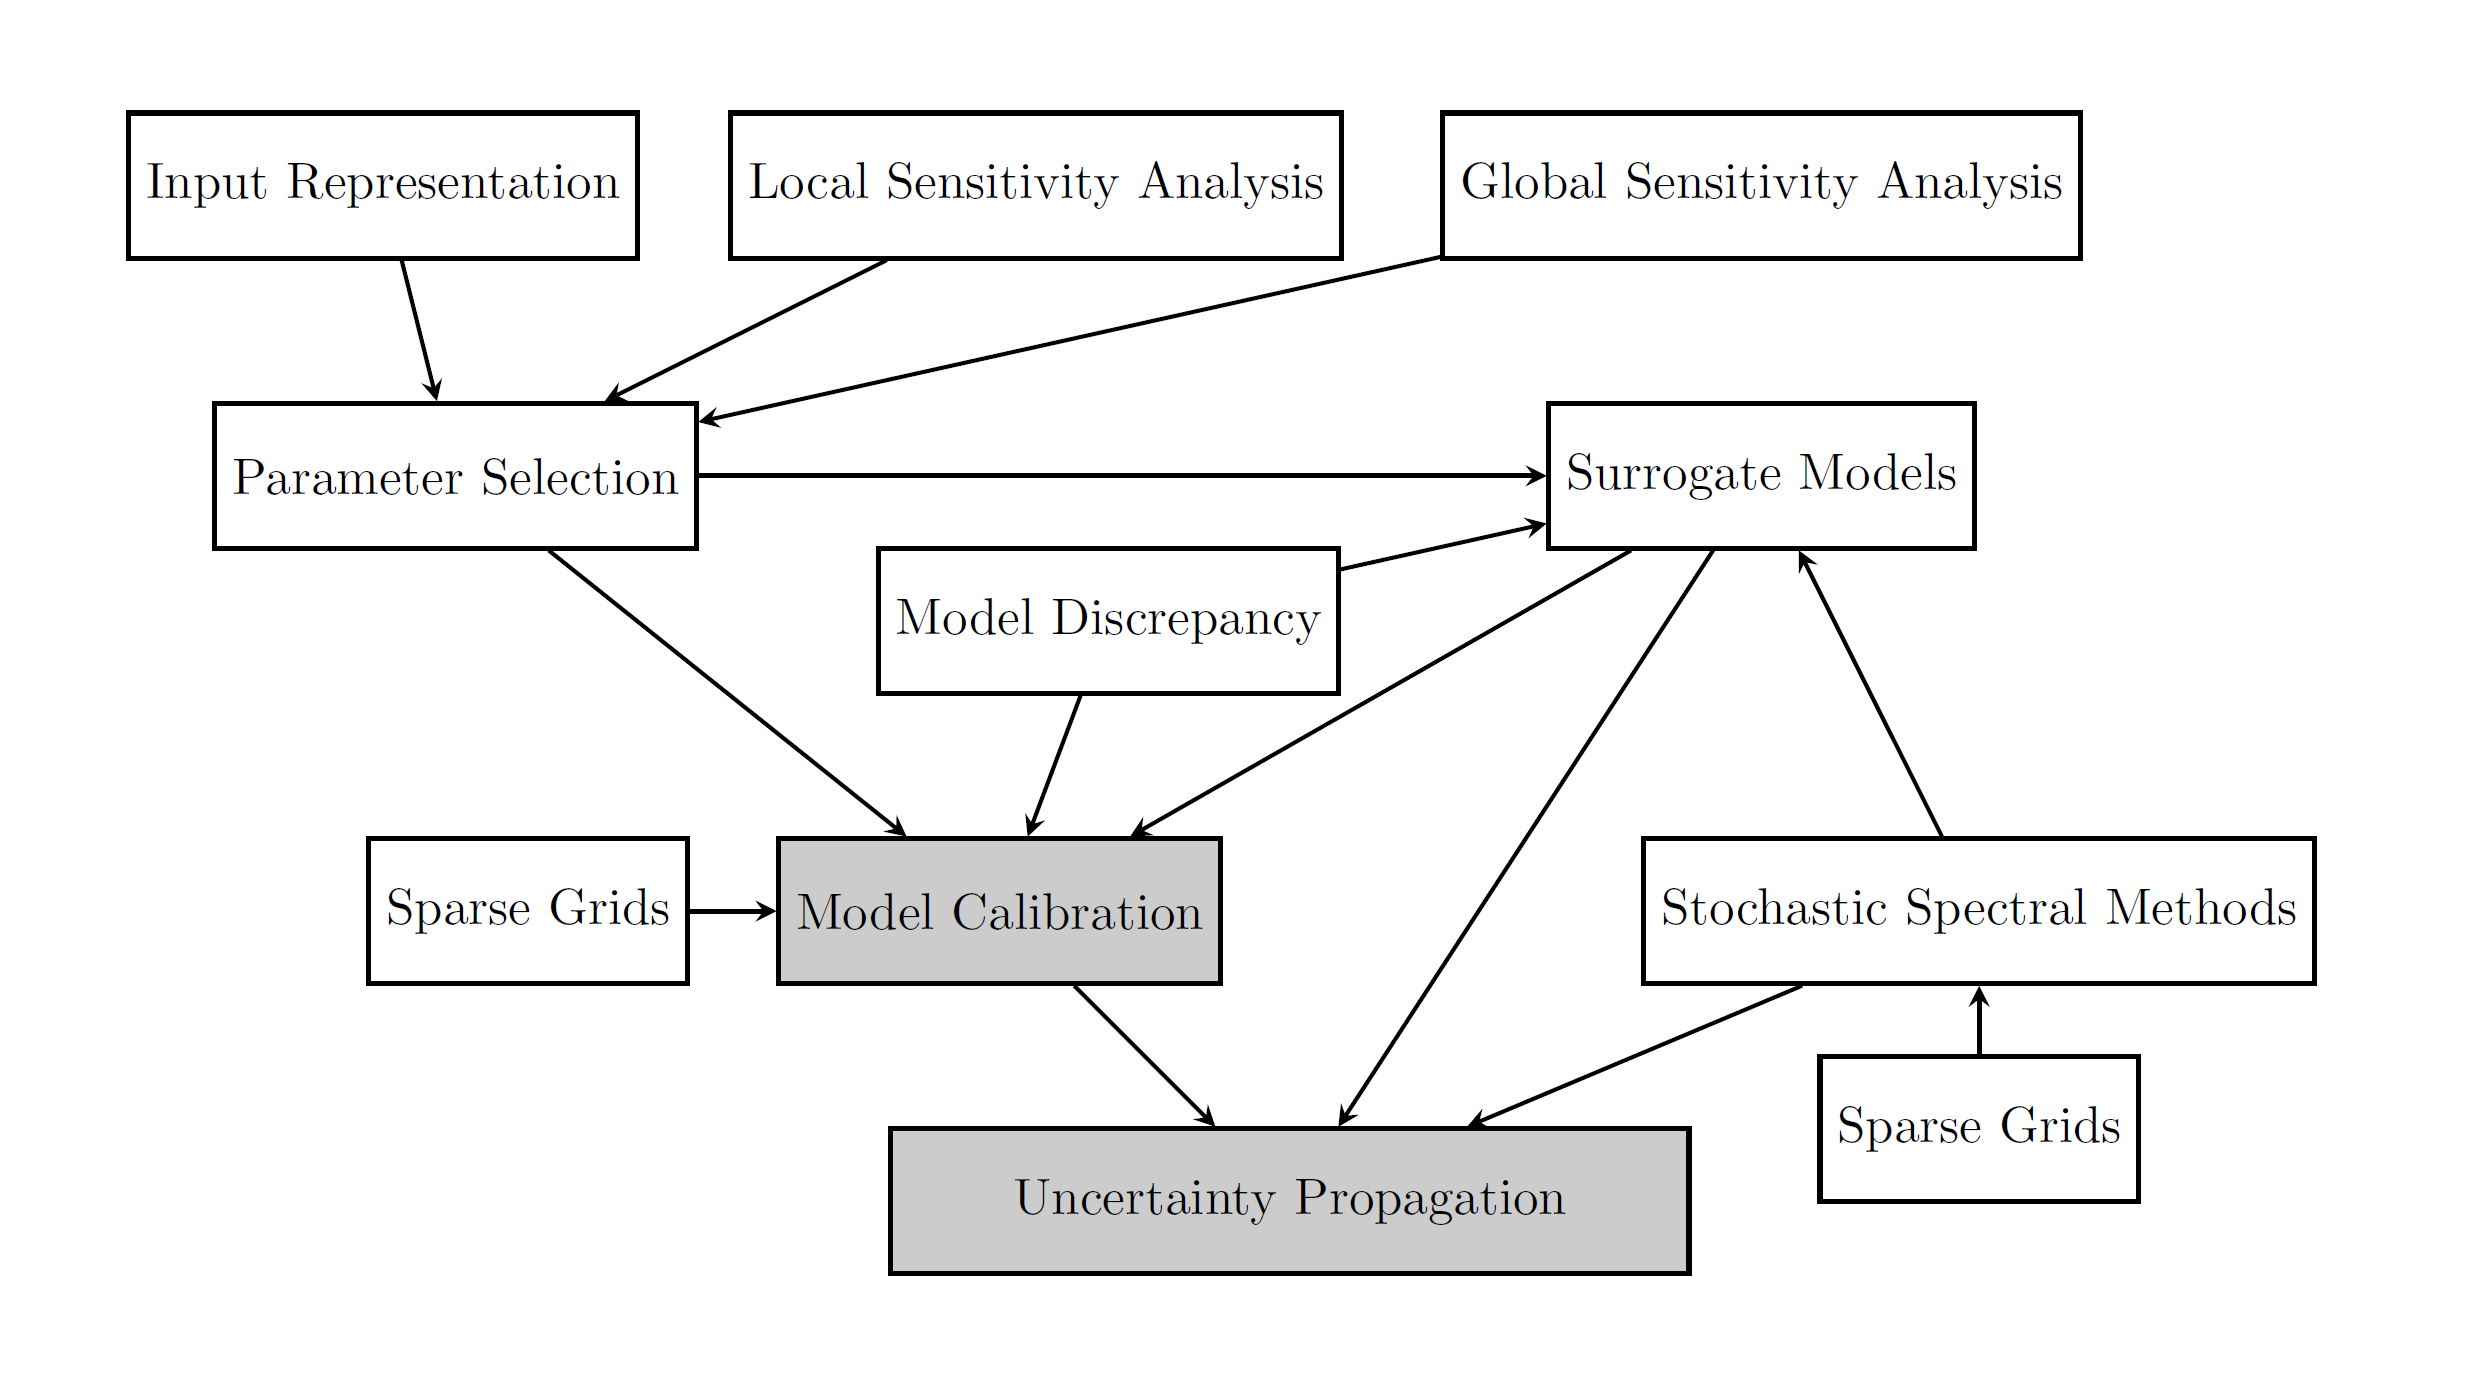 Input Representation
Local Sensitivity Analysis
Global Sensitivity Analysis
Parameter Selection
Surrogate Models
Model Discrepancy
Sparse Grids
Model Calibration
Stochastic Spectral Methods
Sparse Grids
Uncertainty Propagation